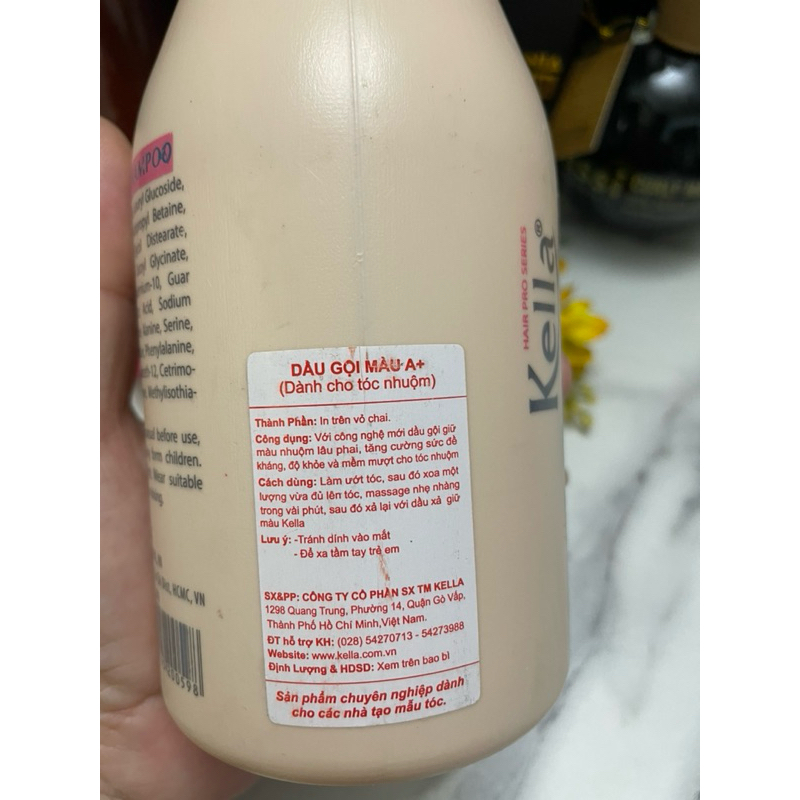 Glucoside,
Betaine,
Distearate,
Glycinate,
Guar
Acid, Sodium
Serine,
Phenylalanine,
Cetrimo-
before use,
children.
Wear suitable
HCMC, VN
DẦU GỘI MÀU A+
(Dành cho tóc nhuộm)
Thành Phần: In trên vỏ chai.
Công dụng: Với công nghệ mới dầu gội giữ
màu nhuộm lâu phai, tăng cường sức đề
kháng, độ khỏe và mềm mượt cho tóc nhuộm
Cách dùng: Làm ướt tóc, sau đó xoa một
lượng vừa đủ lên tóc, massage nhẹ nhàng
trong vài phút, sau đó xả lại với dầu xả giữ
màu Kella
Lưu ý: -Tránh dính vào mắt
- Để xa tầm tay trẻ em
SX&PP: CÔNG TY CỔ PHẦN SX TM KELLA
1298 Quang Trung, Phường 14, Quận Gò Vấp,
Thành Phố Hồ Chí Minh,Việt Nam.
ĐT hỗ trợ KH: (028) 54270713 - 54273988
Website: www.kella.com.vn
Định Lượng & HDSD: Xem trên bao bì
Sản phẩm chuyên nghiệp dành
cho các nhà tạo mẫu tóc.
HAIR PRO SERIES
Kella®